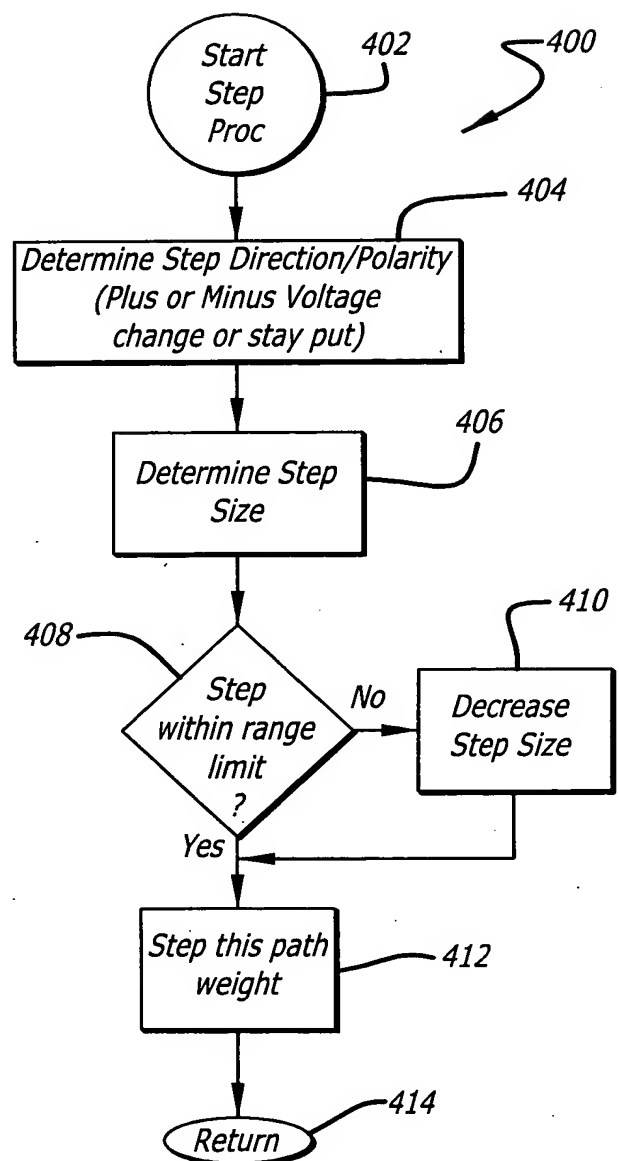 Start
Step
Proc
402
400
404
Determine Step Direction/Polarity
(Plus or Minus Voltage
change or stay put)
406
Determine Step
Size
408
Step
within range
limit
?
No
Yes
410
Decrease
Step Size
Step this path
weight
412
Return
414